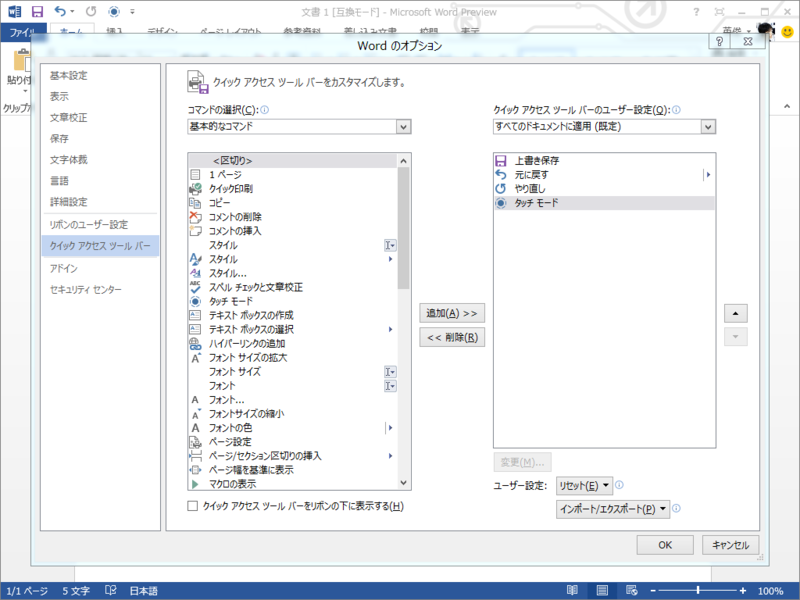 文書 1 [互換モード] - Microsoft Word Preview
ファイル ホーム 挿入 デザイン ページ レイアウト 参考資料 差し込み文書 校閲 表示
Word のオプション
貼り付
クリップ
基本設定
表示
文章校正
保存
文字体裁
言語
詳細設定
リボンのユーザー設定
クイック アクセス ツール バー
アドイン
セキュリティ センター
クイック アクセス ツール バーをカスタマイズします。
コマンドの選択(C):
基本的なコマンド
<区切り>
1 ページ
クイック印刷
コピー
コメントの削除
コメントの挿入
スタイル
スタイル
スタイル...
スペル チェックと文章校正
タッチ モード
テキスト ボックスの作成
テキスト ボックスの選択
ハイパーリンクの追加
フォント サイズの拡大
フォント サイズ
フォント
フォント...
フォントサイズの縮小
フォントの色
ページ設定
ページ/セクション区切りの挿入
ページ幅を基準に表示
マクロの表示
クイック アクセス ツール バーをリボンの下に表示する(H)
追加(A) >>
<< 削除(R)
クイック アクセス ツール バーのユーザー設定(Q):
すべてのドキュメントに適用 (既定)
上書き保存
元に戻す
やり直し
タッチ モード
変更(M)...
ユーザー設定: リセット(E)
インポート/エクスポート(P)
OK キャンセル
1/1 ページ 5 文字 日本語 100%